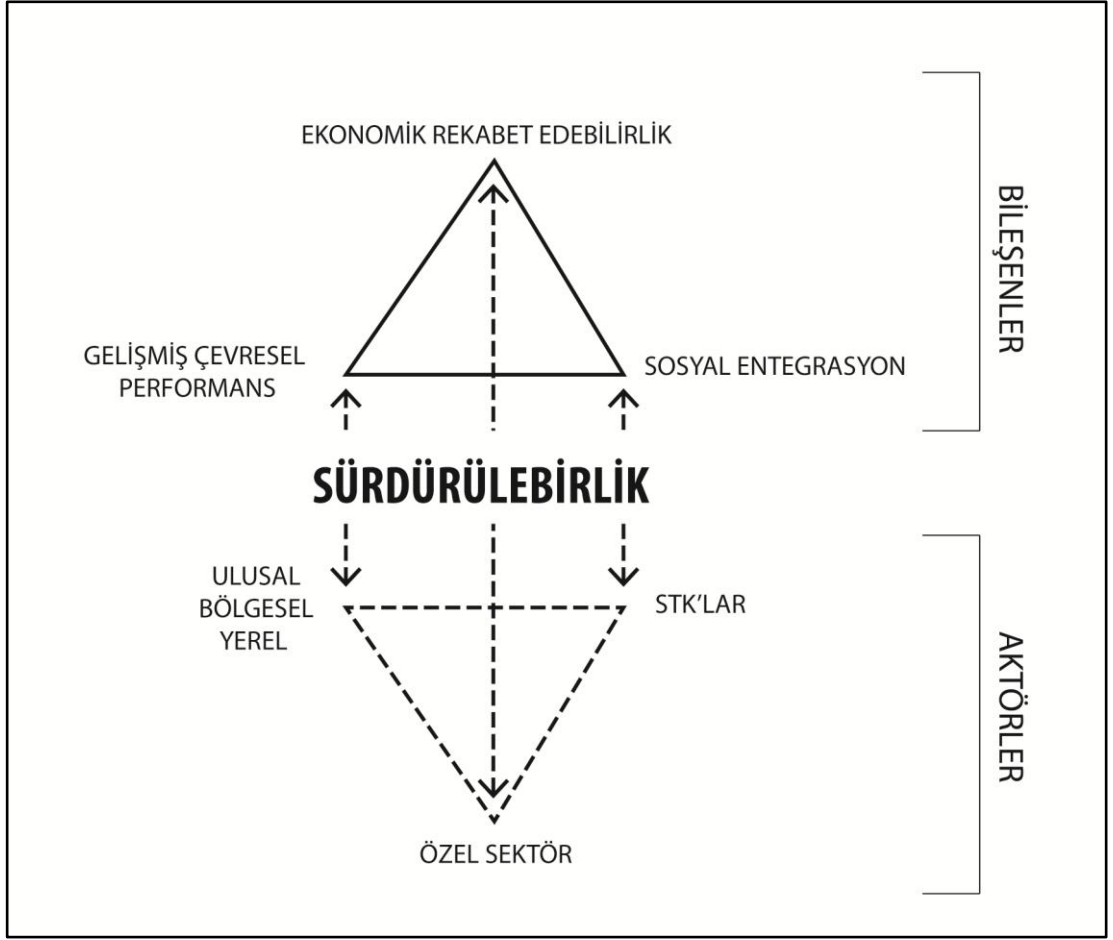 EKONOMİK REKABET EDEBİLİRLİK
GELİŞMİŞ ÇEVRESEL
PERFORMANS
SOSYAL ENTEGRASYON
BİLEŞENLER
SÜRDÜRÜLEBİRLİK
ULUSAL
BÖLGESEL
YEREL
STK'LAR
ÖZEL SEKTÖR
AKTÖRLER